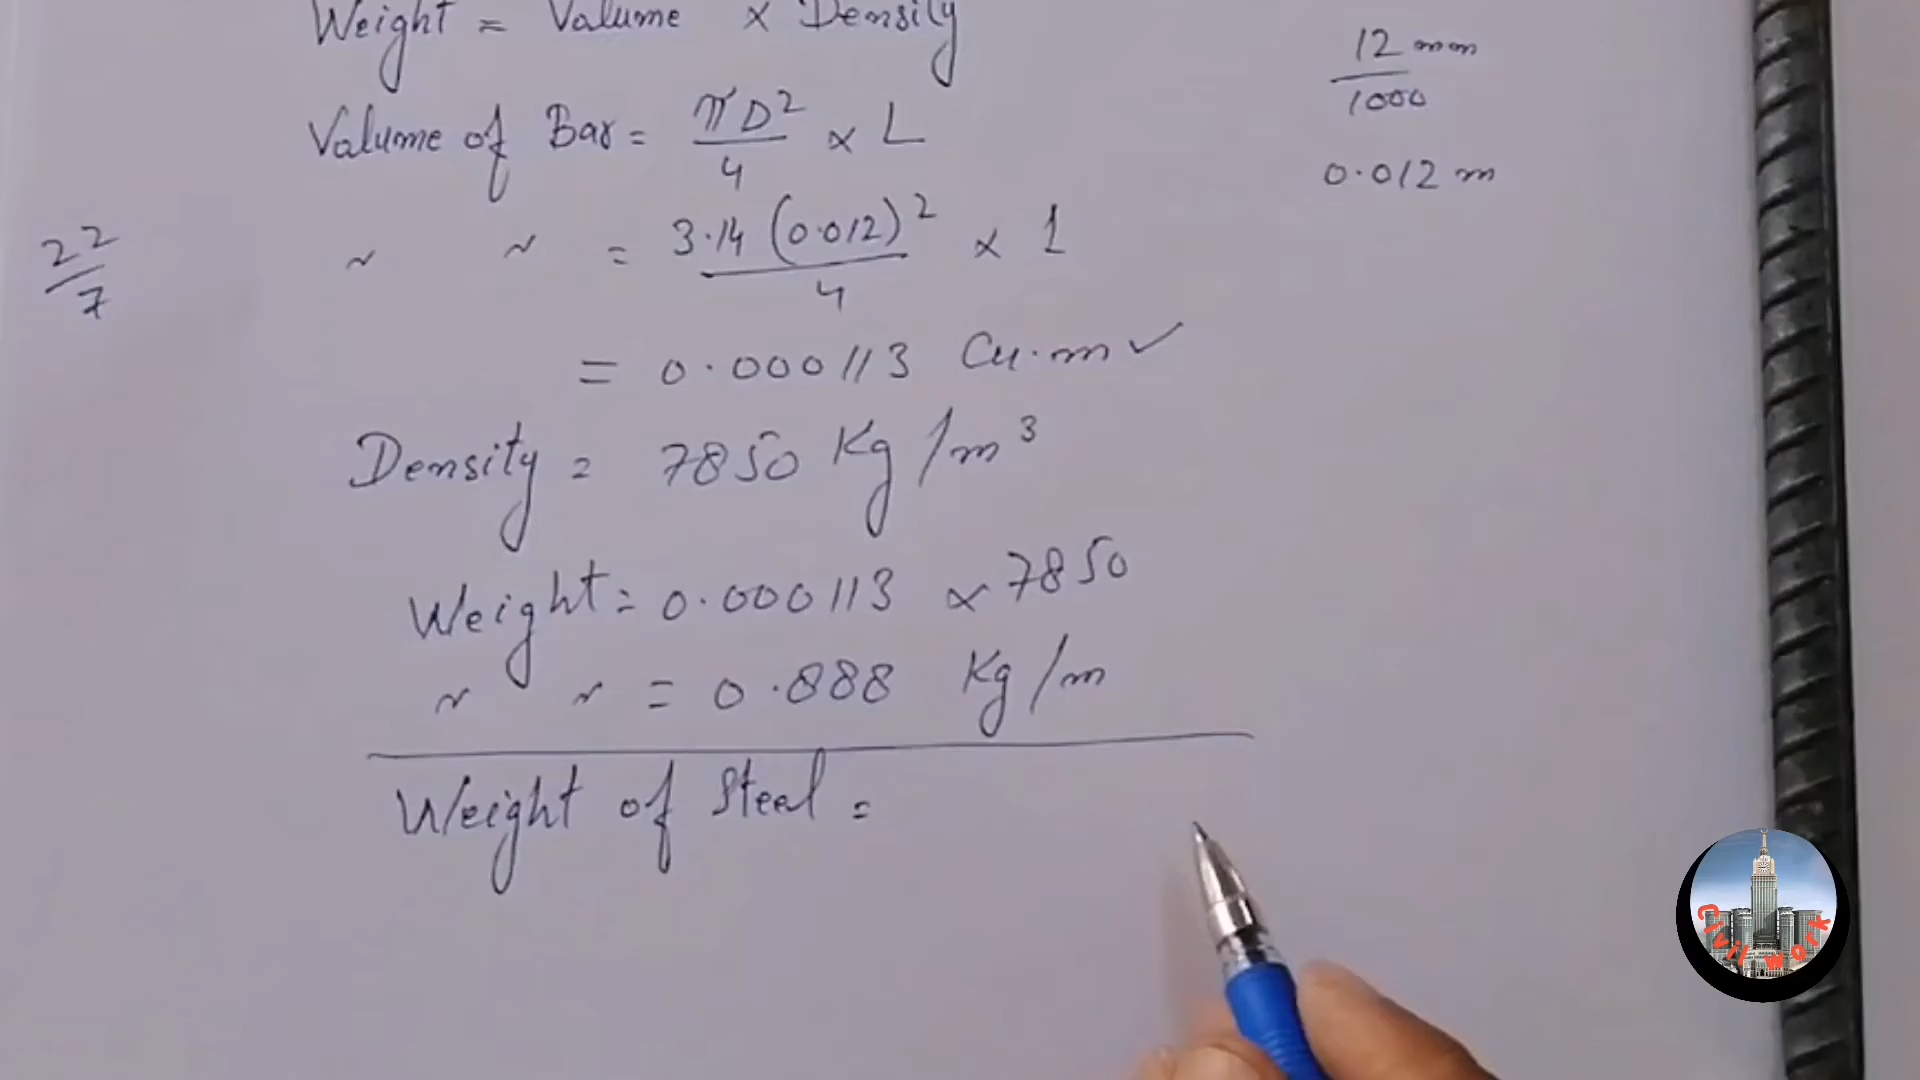 Weight = Valume × Density
12 mm
1000
0.012 m
Valume of Bar = πD²/4 × L
22/7
〃 〃 = 3.14 (0.012)²/4 × 1
= 0.000113 Cu.m ✓
Density = 7850 Kg/m³
Weight = 0.000113 × 7850
〃 〃 = 0.888 Kg/m
Weight of Steel =
Civil Work